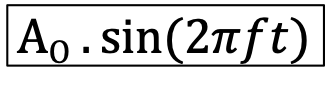 A₀ . sin(2πft)